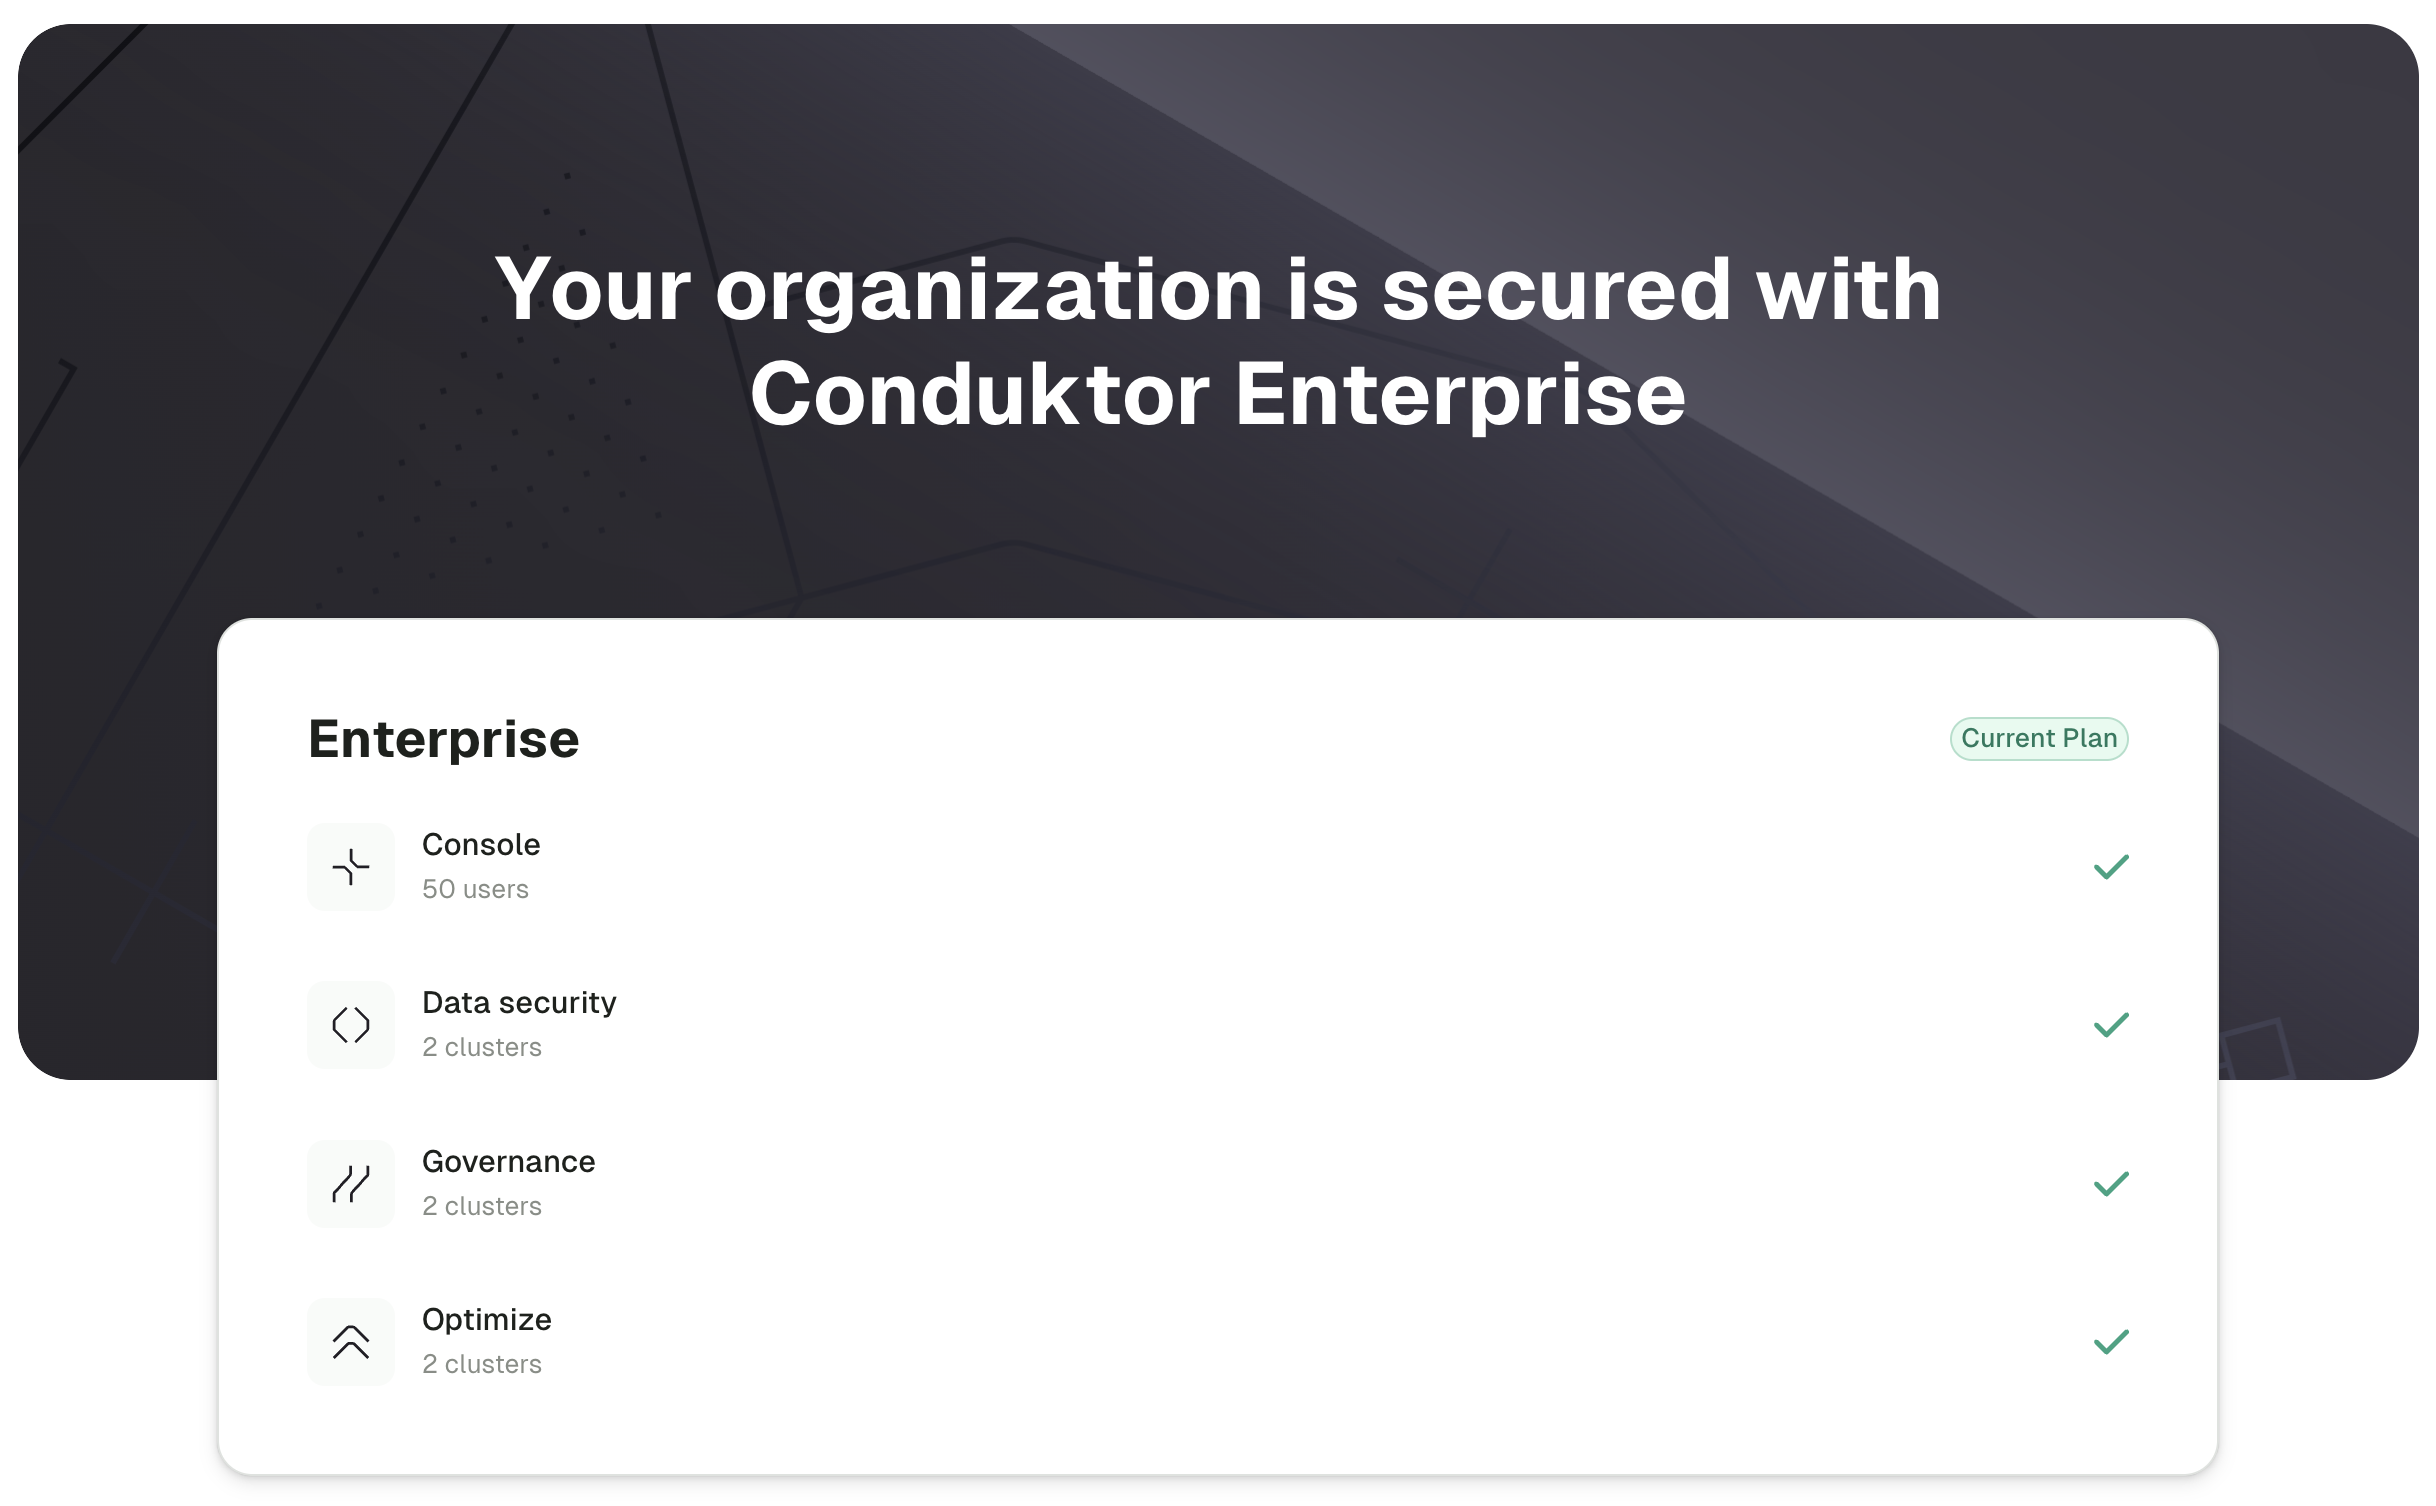 Your organization is secured with
Conduktor Enterprise
Enterprise
Current Plan
Console
50 users
Data security
2 clusters
Governance
2 clusters
Optimize
2 clusters